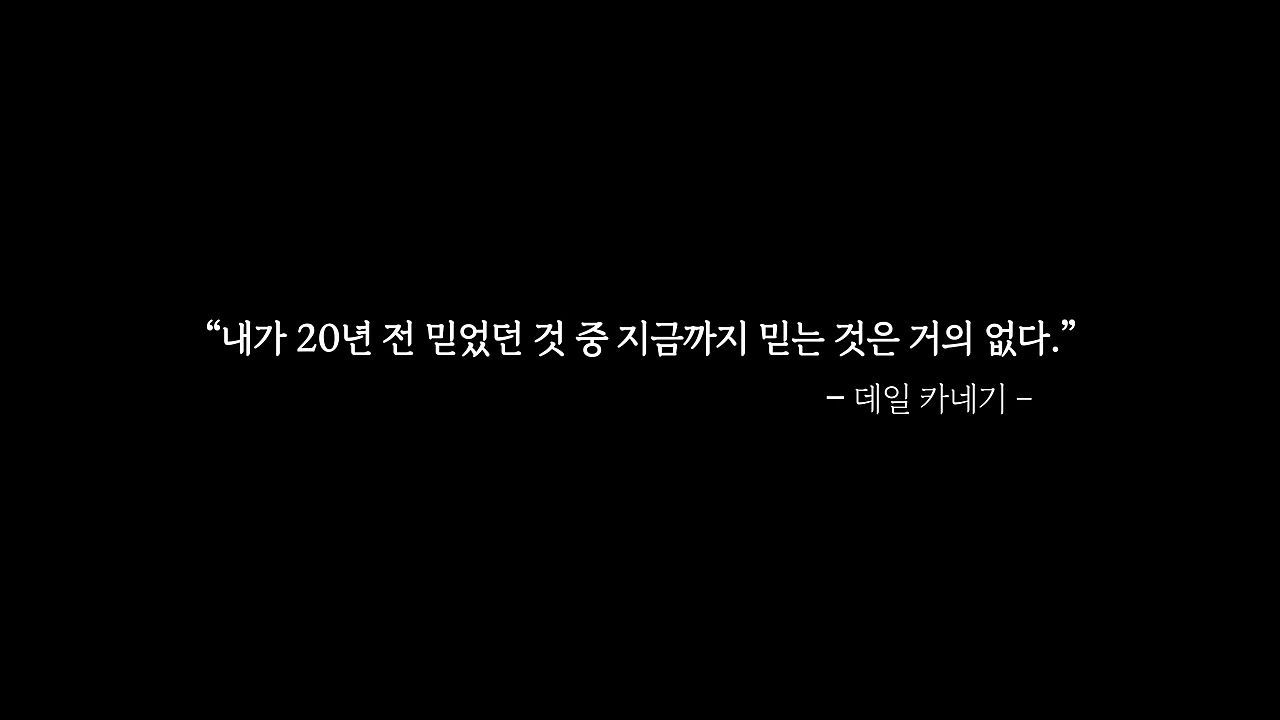 “내가 20년 전 믿었던 것 중 지금까지 믿는 것은 거의 없다.”
– 데일 카네기 –